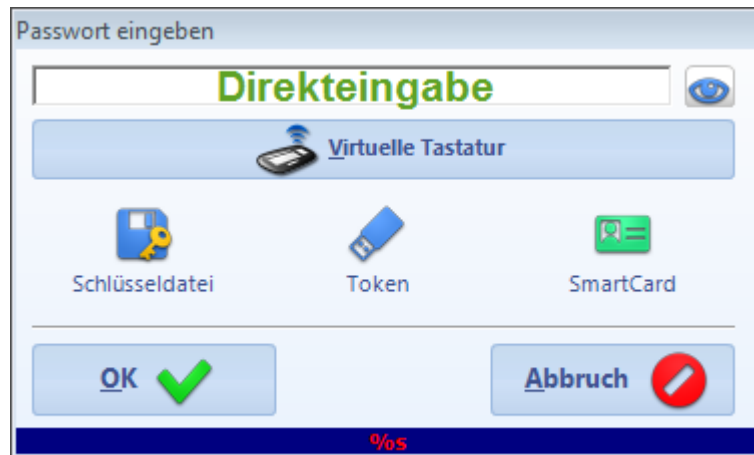 Passwort eingeben
Direkteingabe
Virtuelle Tastatur
Schlüsseldatei Token SmartCard
OK Abbruch
%s